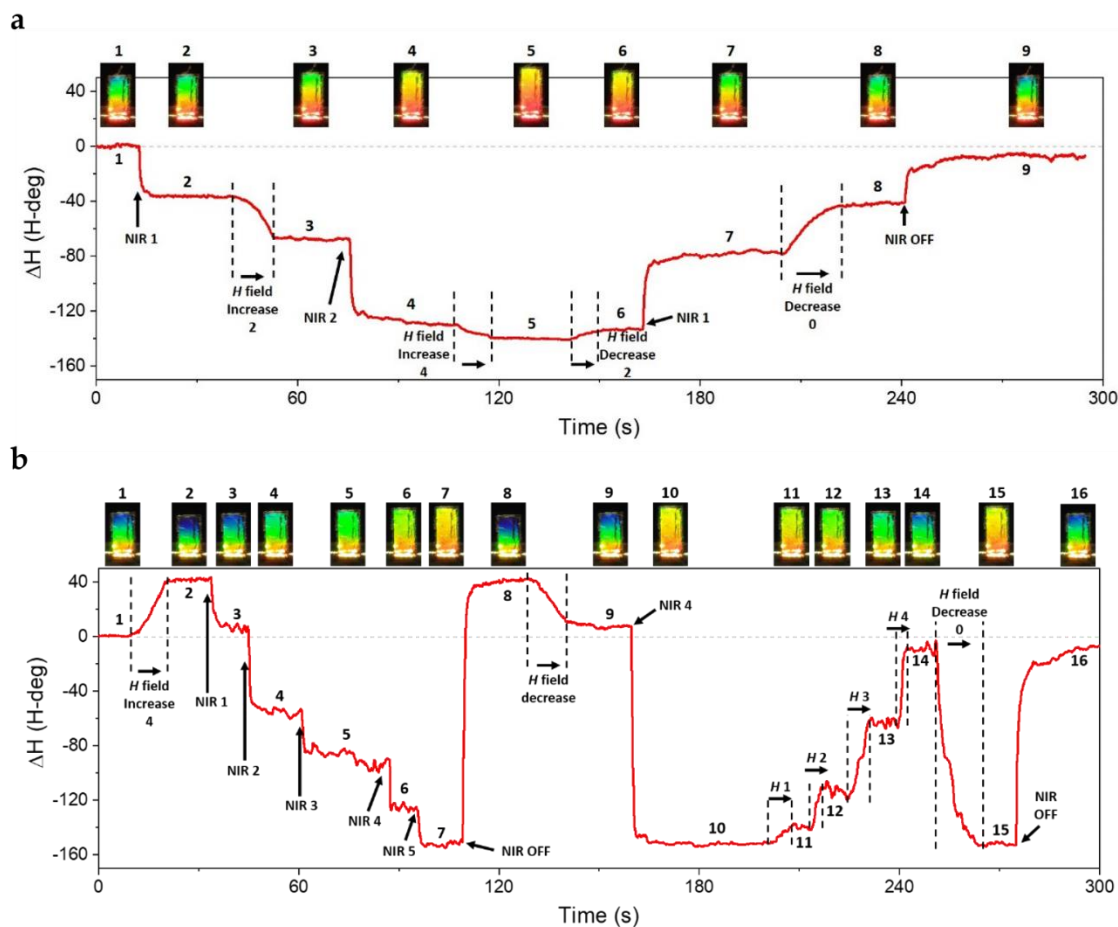 a
1 2 3 4 5 6 7 8 9
40
0
-40
-80
-120
-160
ΔH (H-deg)
1
NIR 1
2
H field
Increase
2
3
NIR 2
4
H field
Increase
4
5
6
H field
Decrease
2
NIR 1
7
H field
Decrease
0
8
NIR OFF
9
0 60 120 180 240 300
Time (s)
b
1 2 3 4 5 6 7 8 9 10 11 12 13 14 15 16
40
0
-40
-80
-120
-160
ΔH (H-deg)
1
H field
Increase
4
2
NIR 1
3
NIR 2
4
NIR 3
5
NIR 4
6
NIR 5
7
NIR OFF
8
H field
decrease
9
NIR 4
10
H 1
11
H 2
12
H 3
13
H 4
14
H field
Decrease
0
15
NIR
OFF
16
0 60 120 180 240 300
Time (s)